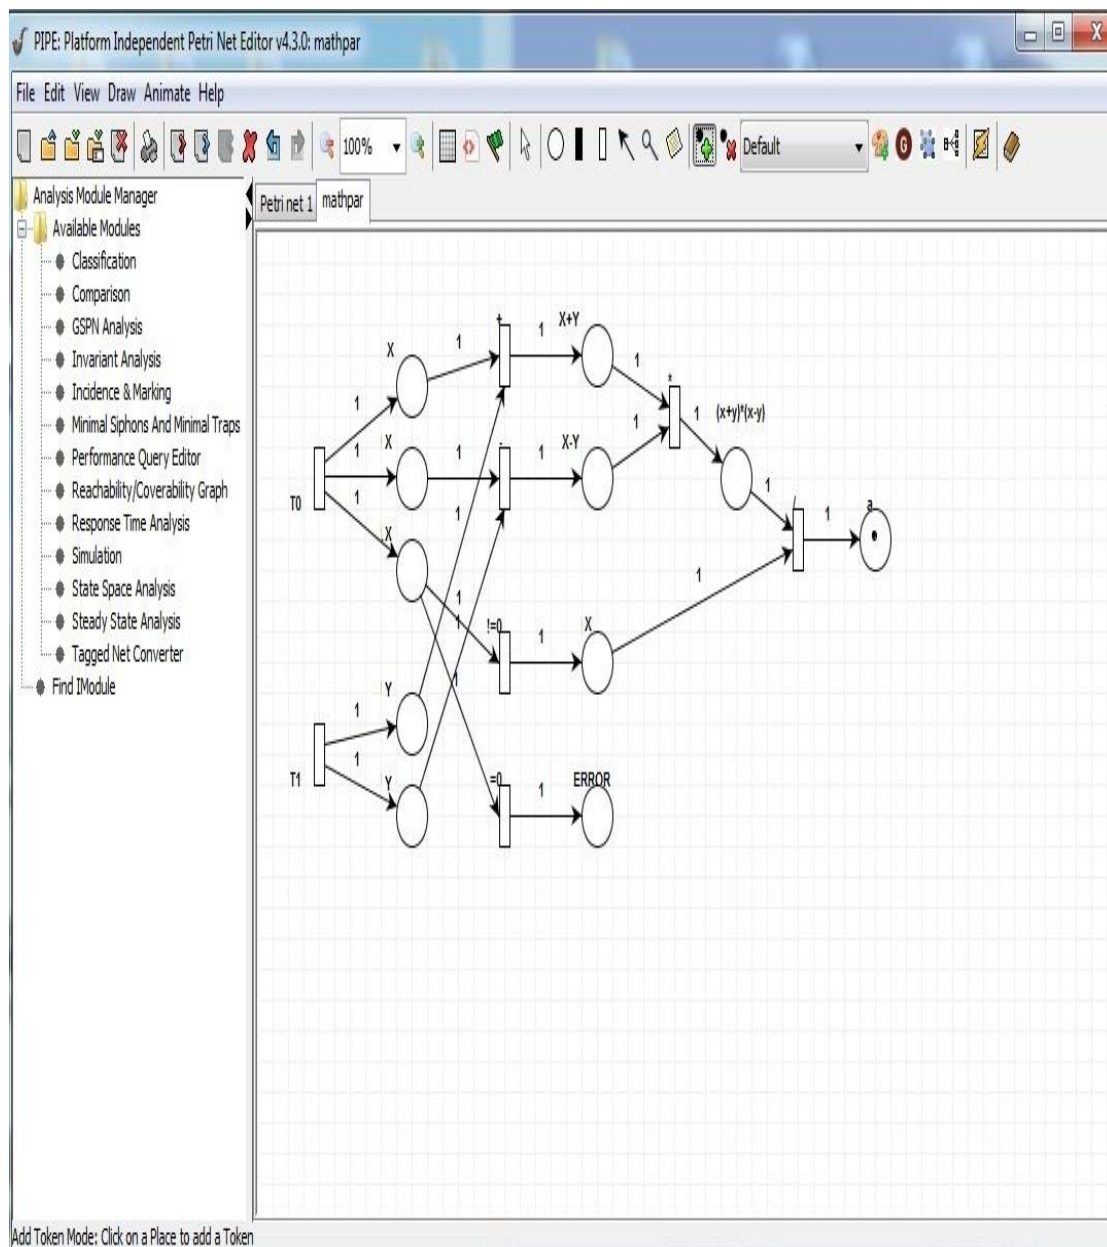 PIPE: Platform Independent Petri Net Editor v4.3.0: mathpar
File Edit View Draw Animate Help
100% Default
Analysis Module Manager
Available Modules
Classification
Comparison
GSPN Analysis
Invariant Analysis
Incidence & Marking
Minimal Siphons And Minimal Traps
Performance Query Editor
Reachability/Coverability Graph
Response Time Analysis
Simulation
State Space Analysis
Steady State Analysis
Tagged Net Converter
Find IModule
Petri net 1 mathpar
+ 1 X+Y
X 1 1
* 1 (x+y)*(x-y)
1
X 1 - 1 X-Y 1
1
T0
1 1
1 / 1 a
X
1
1 1
!=0 1 X
1
Y
1
1
T1 Y =0 1 ERROR
Add Token Mode: Click on a Place to add a Token